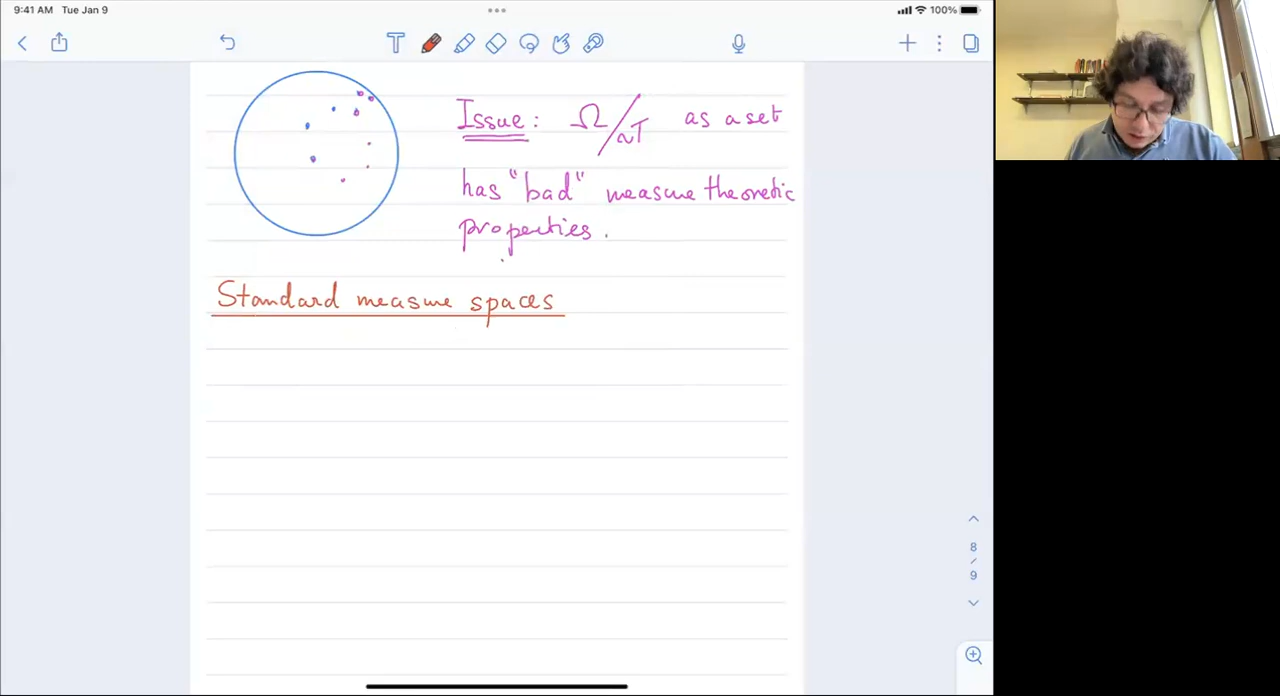 9:41 AM Tue Jan 9
100%
Issue: Ω/~T as a set
has "bad" measure theoretic
properties.
Standard measure spaces
8
/
9